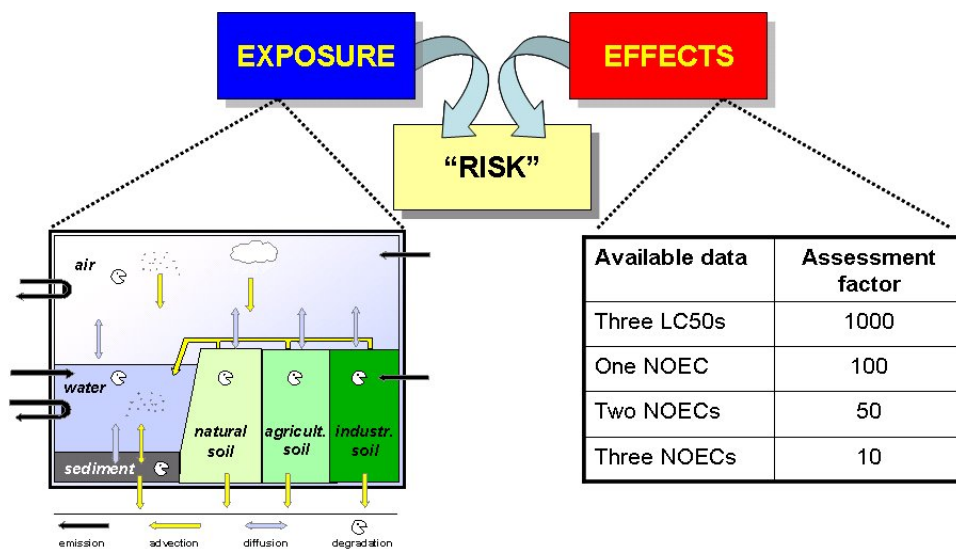 EXPOSURE
EFFECTS
“RISK”
air
water
sediment
natural
soil
agricult.
soil
industr.
soil
emission
advection
diffusion
degradation
Available data
Assessment
factor
Three LC50s
1000
One NOEC
100
Two NOECs
50
Three NOECs
10